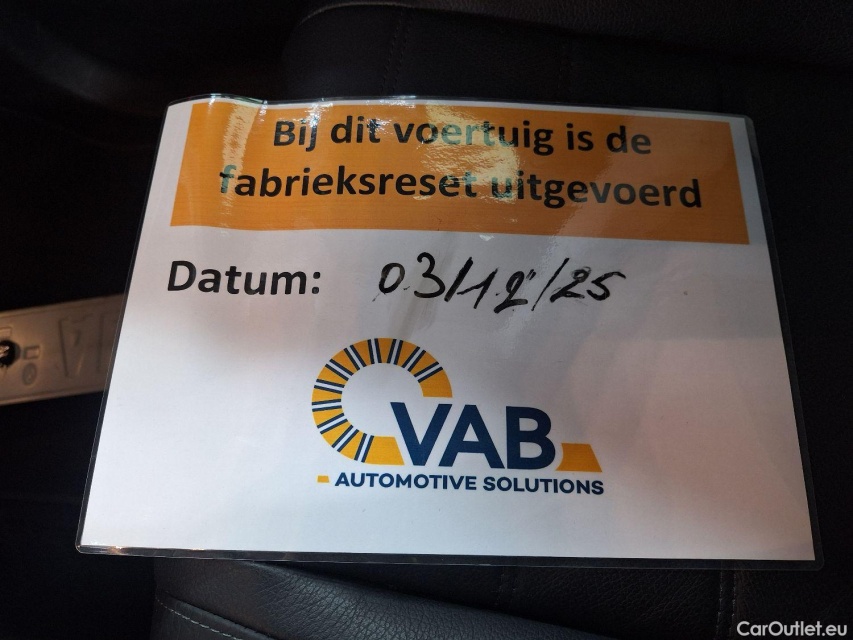 Bij dit voertuig is de
fabrieksreset uitgevoerd
Datum: 03/12/25
VAB
AUTOMOTIVE SOLUTIONS
CarOutlet.eu